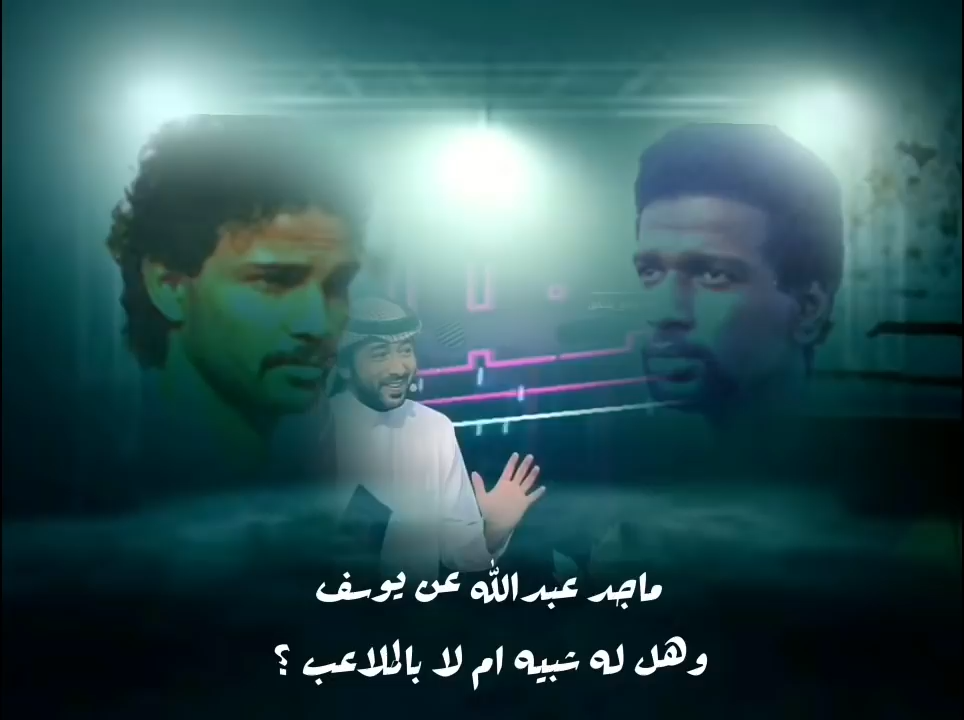 ماجد عبدالله عن يوسف
وهل له شبيه ام لا بالملاعب ؟